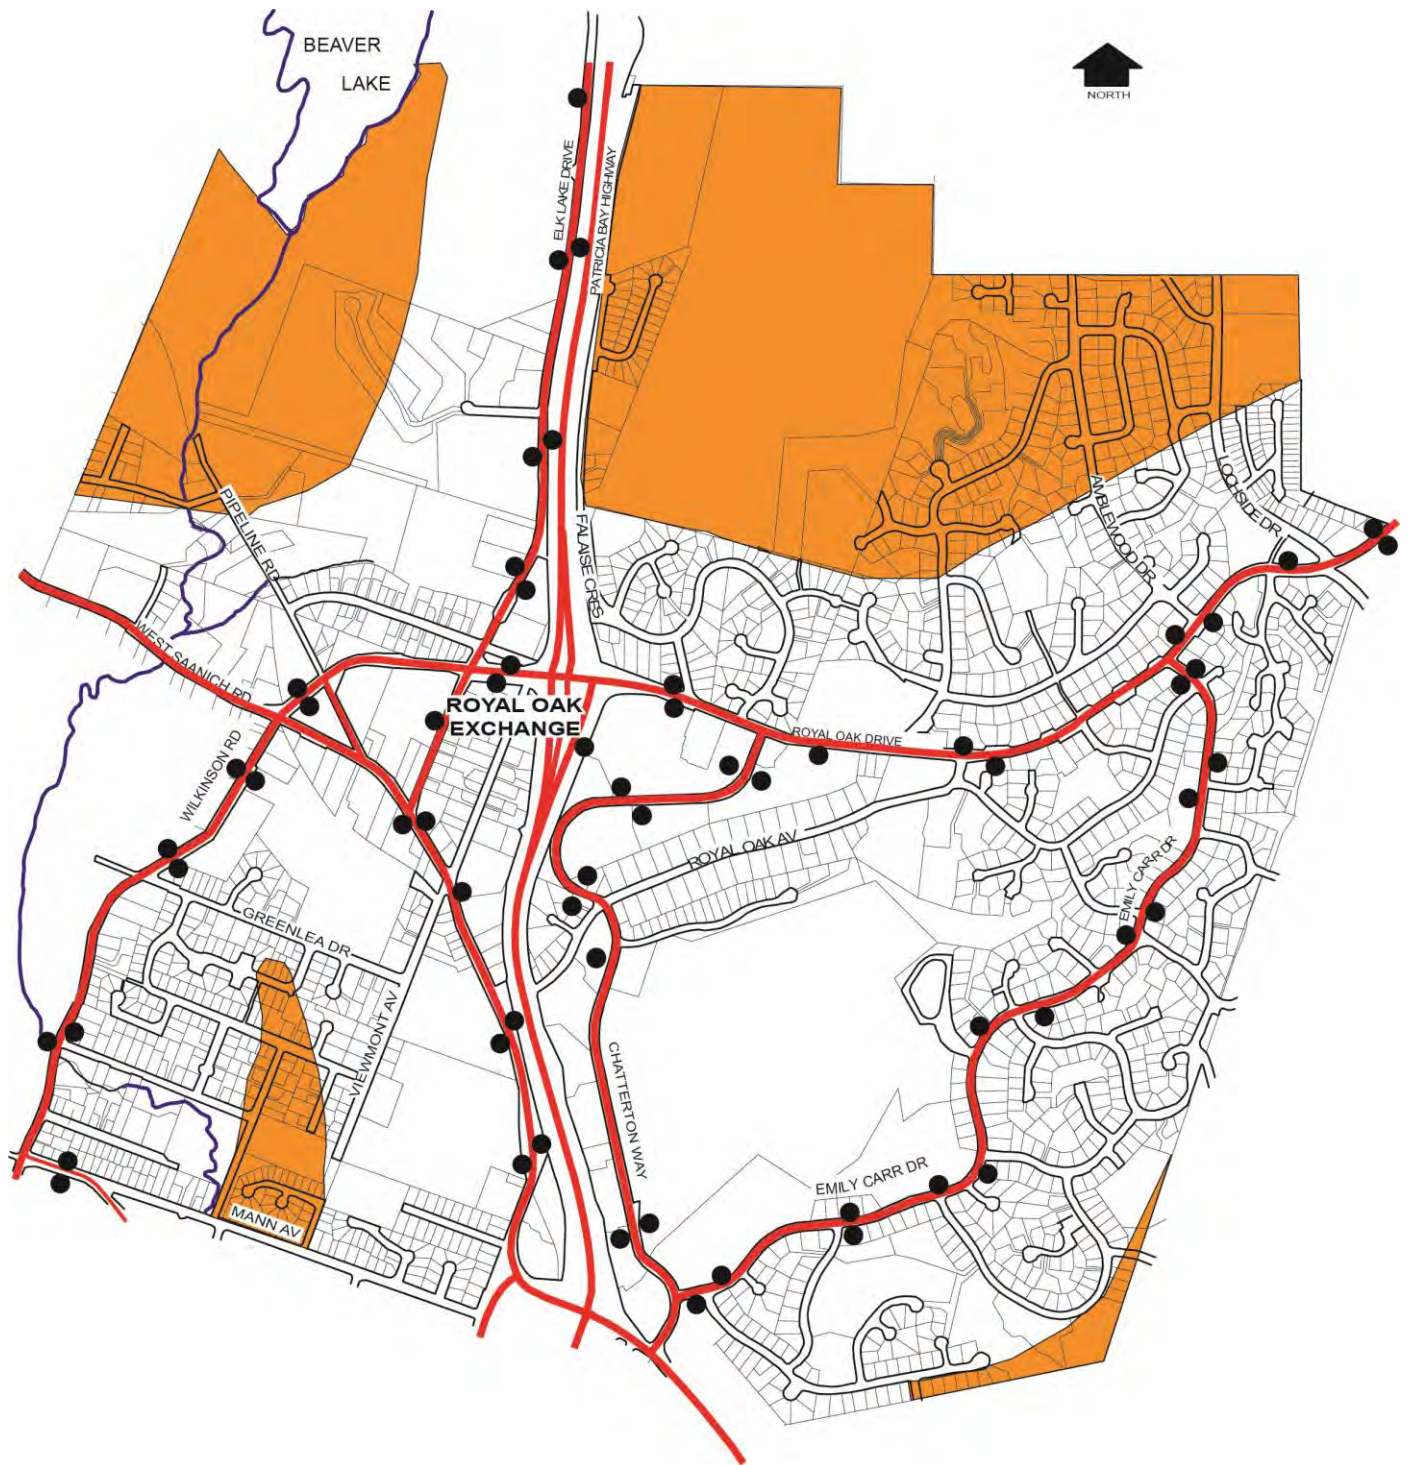 BEAVER
LAKE
NORTH
ELK LAKE DRIVE
PATRICIA BAY HIGHWAY
PIPELINE RD
FALAISE CRES
AMBLEWOOD DR
LOCHSIDE DR
WEST SAANICH RD
ROYAL OAK
EXCHANGE
ROYAL OAK DRIVE
WILKINSON RD
ROYAL OAK AV
EMILY CARR DR
GREENLEA DR
VIEWMONT AV
CHATTERTON WAY
EMILY CARR DR
MANN AV